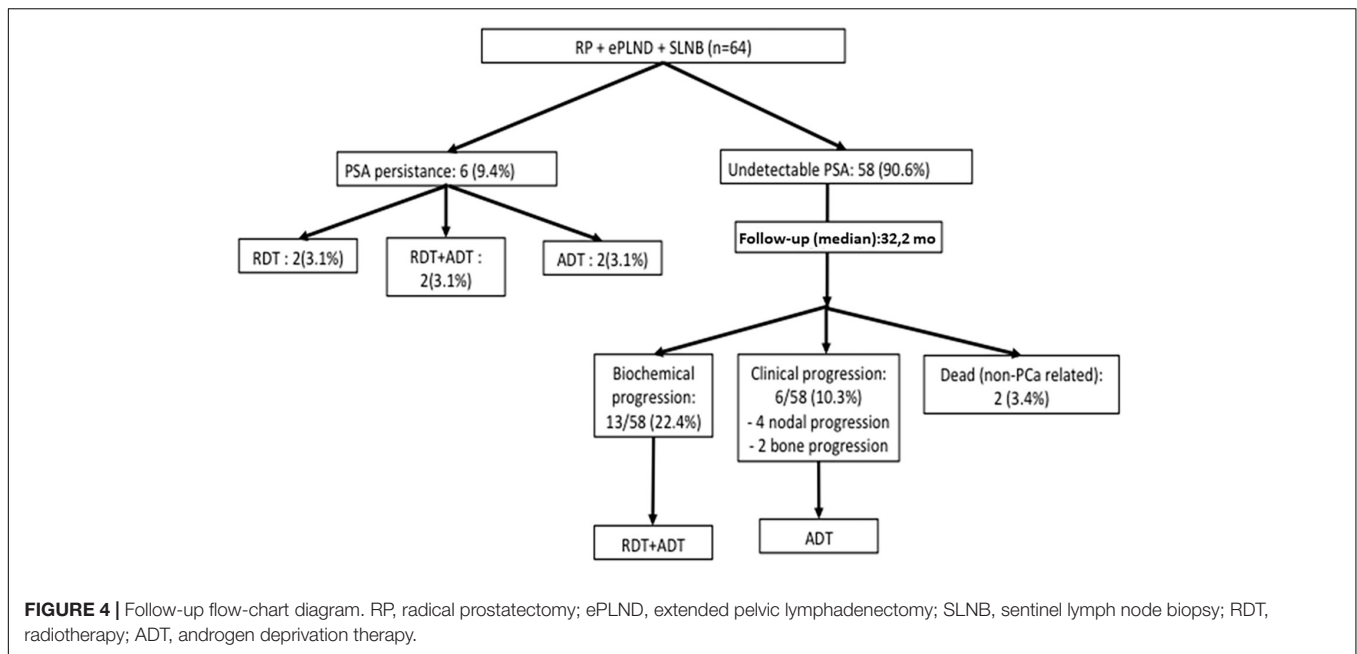 RP + ePLND + SLNB (n=64)
PSA persistance: 6 (9.4%)
Undetectable PSA: 58 (90.6%)
Follow-up (median):32,2 mo
RDT : 2(3.1%)
RDT+ADT :
2(3.1%)
ADT : 2(3.1%)
Biochemical
progression:
13/58 (22.4%)
Clinical progression:
6/58 (10.3%)
- 4 nodal progression
- 2 bone progression
Dead (non-PCa related):
2 (3.4%)
RDT+ADT
ADT
FIGURE 4 | Follow-up flow-chart diagram. RP, radical prostatectomy; ePLND, extended pelvic lymphadenectomy; SLNB, sentinel lymph node biopsy; RDT,
radiotherapy; ADT, androgen deprivation therapy.